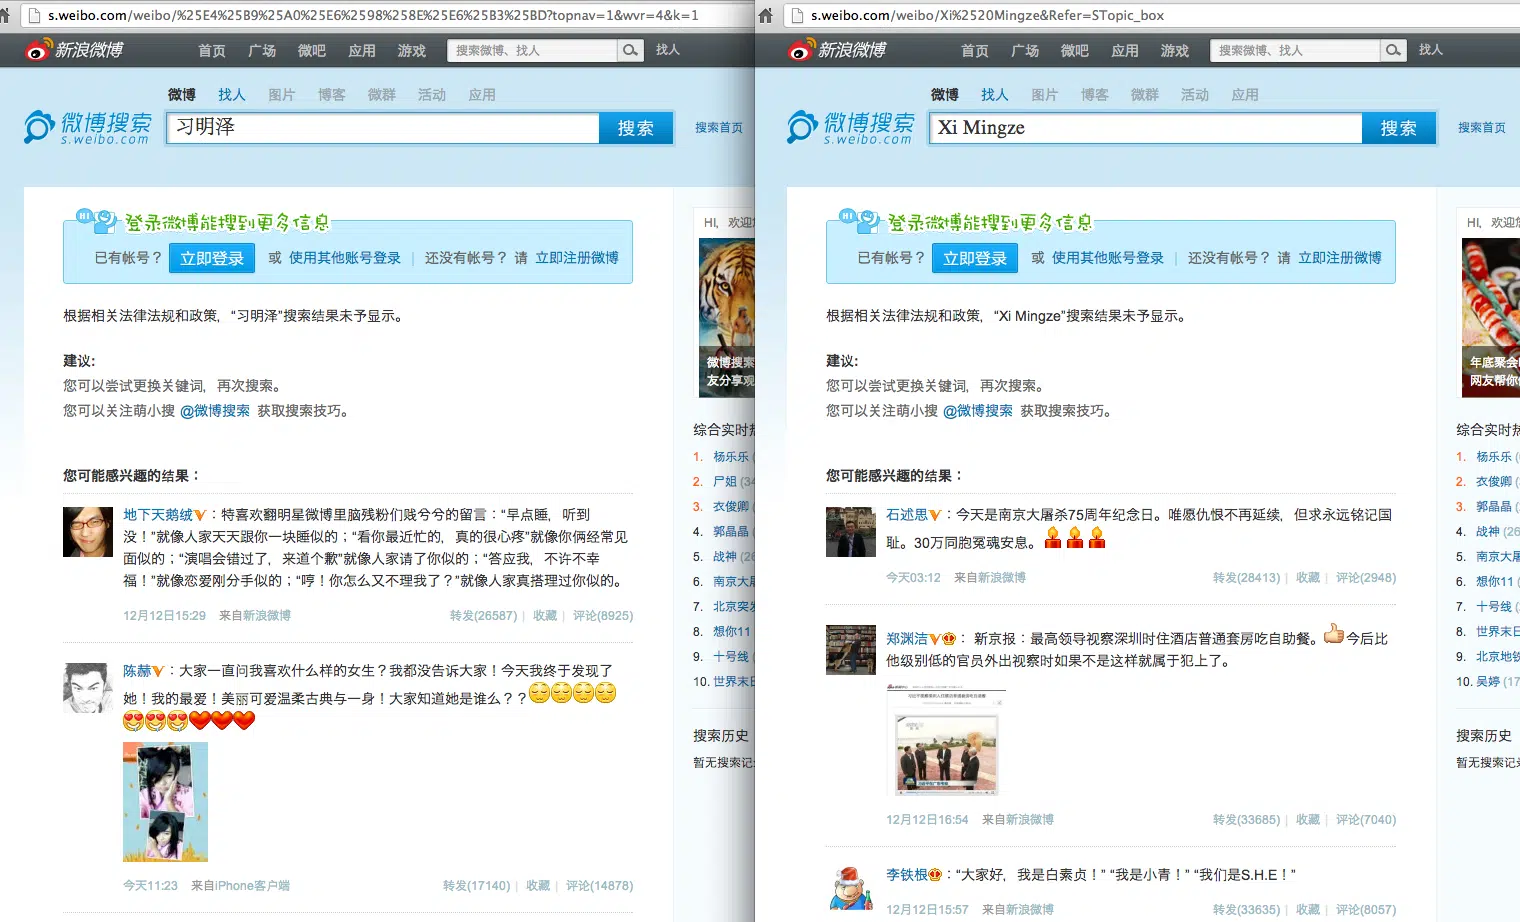 s.weibo.com/weibo/%25E4%25B9%25A0%25E6%2598%258E%25E6%25B3%25BD?topnav=1&wvr=4&k=1
新浪微博
首页 广场 微吧 应用 游戏
搜索微博、找人
找人
微博 找人 图片 博客 微群 活动 应用
微博搜索
s.weibo.com
习明泽
搜索
搜索首页
登录微博能搜到更多信息
已有帐号？ 立即登录 或 使用其他账号登录 | 还没有帐号？ 请 立即注册微博
根据相关法律法规和政策，“习明泽”搜索结果未予显示。
建议:
您可以尝试更换关键词，再次搜索。
您可以关注萌小搜 @微博搜索 获取搜索技巧。
您可能感兴趣的结果：
地下天鹅绒V：特喜欢翻明星微博里脑残粉们贱兮兮的留言：“早点睡，听到
没！”就像人家天天跟你一块睡似的；“看你最近忙的，真的很心疼”就像你俩经常见
面似的；“演唱会错过了，来道个歉”就像人家请了你似的；“答应我，不许不幸
福！”就像恋爱刚分手似的；“哼！你怎么又不理我了？”就像人家真搭理过你似的。
12月12日15:29 来自新浪微博 转发(26587) | 收藏 | 评论(8925)
陈赫V：大家一直问我喜欢什么样的女生？我都没告诉大家！今天我终于发现了
她！我的最爱！美丽可爱温柔古典与一身！大家知道她是谁么？？
今天11:23 来自iPhone客户端 转发(17140) | 收藏 | 评论(14878)
HI, 欢迎
微博搜索
友分享观
综合实时热
1. 杨乐乐
2. 尸姐 (34
3. 衣俊卿
4. 郭晶晶
5. 战神 (26
6. 南京大屠
7. 北京突发
8. 想你11
9. 十号线
10. 世界末日
搜索历史
暂无搜索记
s.weibo.com/weibo/Xi%2520Mingze&Refer=STopic_box
新浪微博
首页 广场 微吧 应用 游戏
搜索微博、找人
找人
微博 找人 图片 博客 微群 活动 应用
微博搜索
s.weibo.com
Xi Mingze
搜索
搜索首页
登录微博能搜到更多信息
已有帐号？ 立即登录 或 使用其他账号登录 | 还没有帐号？ 请 立即注册微博
根据相关法律法规和政策，“Xi Mingze”搜索结果未予显示。
建议:
您可以尝试更换关键词，再次搜索。
您可以关注萌小搜 @微博搜索 获取搜索技巧。
您可能感兴趣的结果：
石述思V：今天是南京大屠杀75周年纪念日。唯愿仇恨不再延续，但求永远铭记国
耻。30万同胞冤魂安息。
今天03:12 来自新浪微博 转发(28413) | 收藏 | 评论(2948)
郑渊洁V： 新京报：最高领导视察深圳时住酒店普通套房吃自助餐。今后比
他级别低的官员外出视察时如果不是这样就属于犯上了。
12月12日16:54 来自新浪微博 转发(33685) | 收藏 | 评论(7040)
李铁根：“大家好，我是白素贞！” “我是小青！” “我们是S.H.E！”
12月12日15:57 来自新浪微博 转发(33635) | 收藏 | 评论(8057)
HI, 欢迎
年底聚会
网友帮你
综合实时热
1. 杨乐乐
2. 衣俊卿
3. 郭晶晶
4. 战神 (26
5. 南京大屠
6. 想你11
7. 十号线
8. 世界末日
9. 北京地铁
10. 吴婷 (17
搜索历史
暂无搜索记